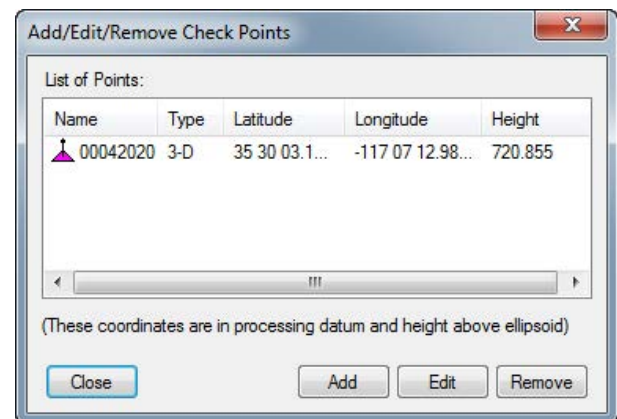 Add/Edit/Remove Check Points
List of Points:
Name Type Latitude Longitude Height
00042020 3-D 35 30 03.1... -117 07 12.98... 720.855
(These coordinates are in processing datum and height above ellipsoid)
Close Add Edit Remove